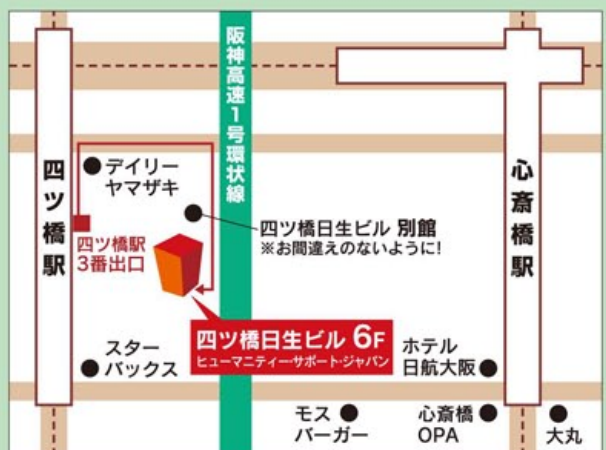 阪神高速1号環状線
四ツ橋駅
心斎橋駅
デイリー
ヤマザキ
四ツ橋駅
3番出口
四ツ橋日生ビル 別館
※お間違えのないように!
四ツ橋日生ビル 6F
ヒューマニティー・サポート・ジャパン
スター
バックス
ホテル
日航大阪
モス
バーガー
心斎橋
OPA
大丸